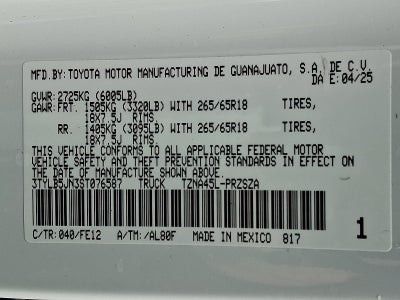 MFD.BY:TOYOTA MOTOR MANUFACTURING DE GUANAJUATO, S.A. DE C.V.
DA E:04/25
GVWR:2725KG (6005LB)
GAWR:FRT. 1505KG (3320LB) WITH 265/65R18 TIRES,
18X7.5J RIMS,
RR. 1405KG (3095LB) WITH 265/65R18 TIRES,
18X7.5J RIMS.
THIS VEHICLE CONFORMS TO ALL APPLICABLE FEDERAL MOTOR
VEHICLE SAFETY AND THEFT PREVENTION STANDARDS IN EFFECT ON
THE DATE OF MANUFACTURE SHOWN ABOVE.
3TYLB5JN3ST076587 TRUCK TZNA45L-PRZSZA
1
C/TR:040/FE12 A/TM:/AL80F MADE IN MEXICO 817